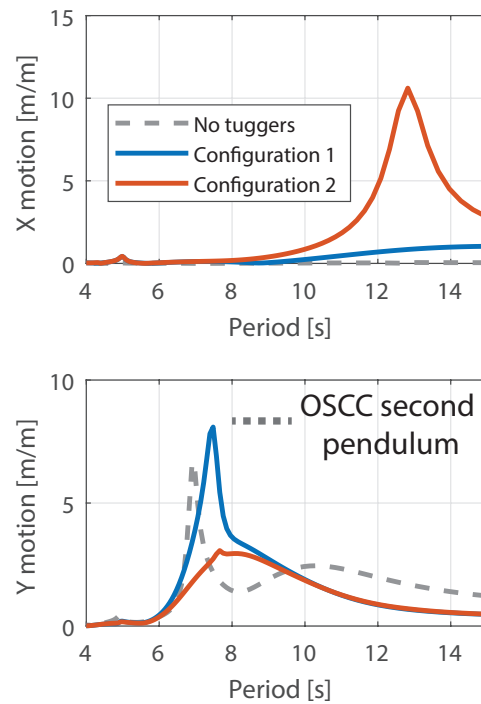 15
10
5
0
X motion [m/m]
No tuggers
Configuration 1
Configuration 2
4 6 8 10 12 14
Period [s]
10
5
0
Y motion [m/m]
OSCC second
pendulum
4 6 8 10 12 14
Period [s]